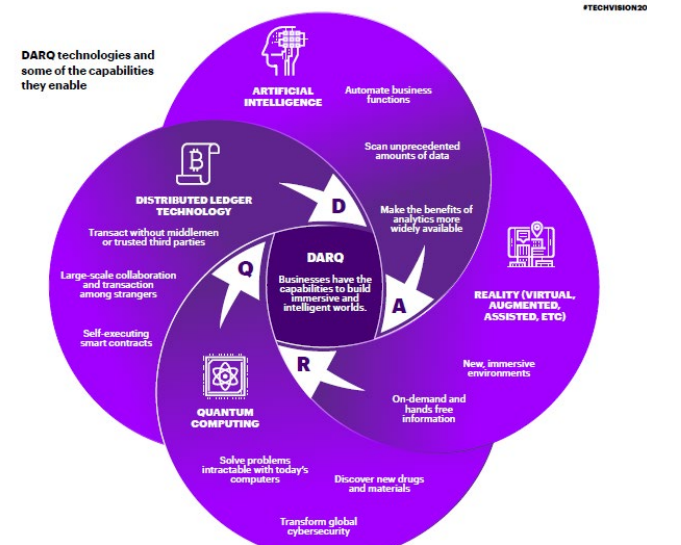 #TECHVISION20
DARQ technologies and
some of the capabilities
they enable
ARTIFICIAL
INTELLIGENCE
Automate business
functions
Scan unprecedented
amounts of data
Make the benefits of
analytics more
widely available
DISTRIBUTED LEDGER
TECHNOLOGY
Transact without middlemen
or trusted third parties
Large-scale collaboration
and transaction
among strangers
Self-executing
smart contracts
D
Q
A
R
DARQ
Businesses have the
capabilities to build
immersive and
intelligent worlds.
REALITY (VIRTUAL,
AUGMENTED,
ASSISTED, ETC)
New, immersive
environments
On-demand and
hands free
information
QUANTUM
COMPUTING
Solve problems
intractable with today's
computers
Discover new drugs
and materials
Transform global
cybersecurity